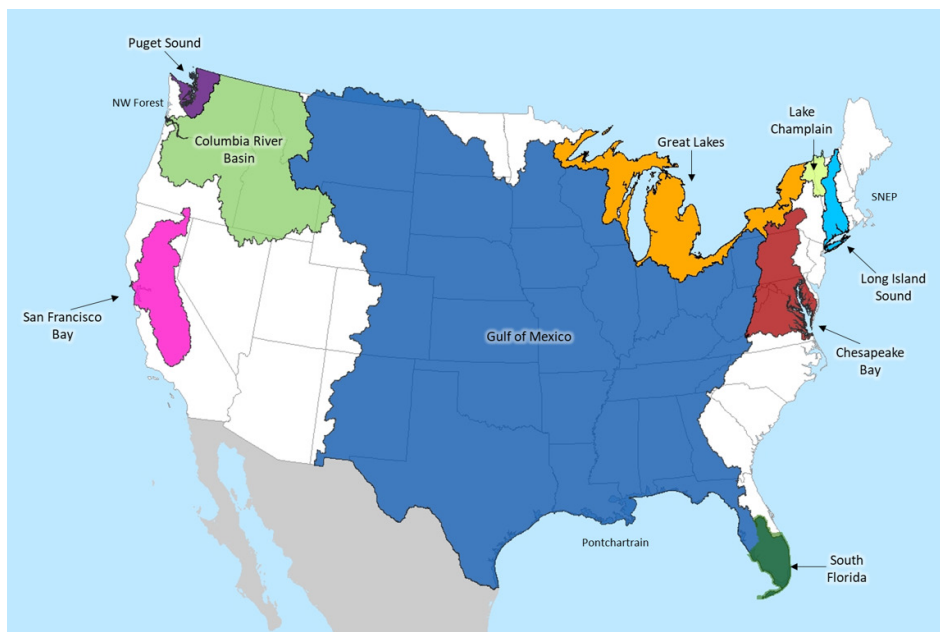 Puget Sound
NW Forest
Columbia River
Basin
Great Lakes
Lake
Champlain
SNEP
Long Island
Sound
San Francisco
Bay
Gulf of Mexico
Chesapeake
Bay
Pontchartrain
South
Florida